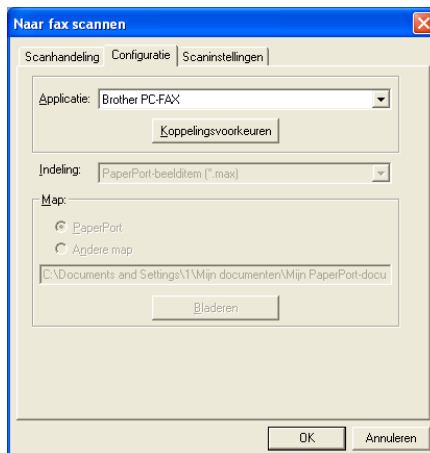 Naar fax scannen
Scanhandeling Configuratie Scaninstellingen
Applicatie: Brother PC-FAX
Koppelingsvoorkeuren
Indeling: PaperPort-beelditem (*.max)
Map:
PaperPort
Andere map
C:\Documents and Settings\1\Mijn documenten\Mijn PaperPort-docu
Bladeren
OK Annuleren